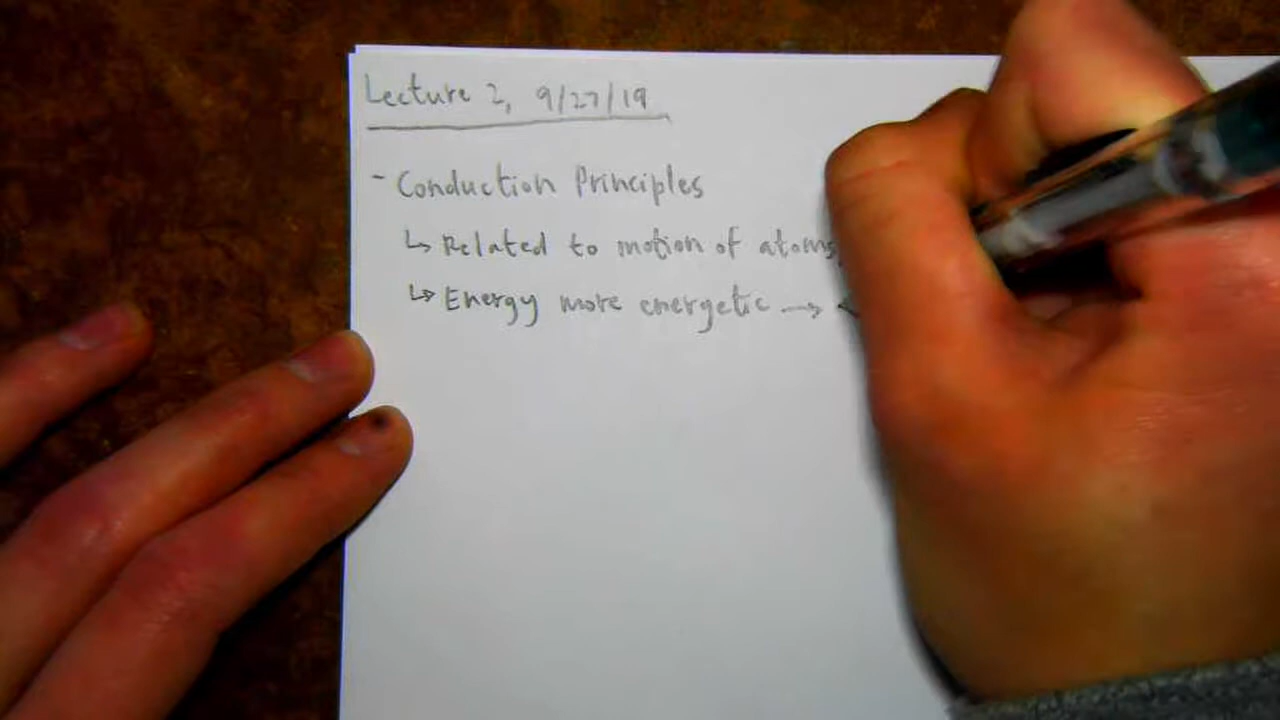 Lecture 2, 9/27/19
- Conduction Principles
↳ Related to motion of atoms,
↳ Energy more energetic →